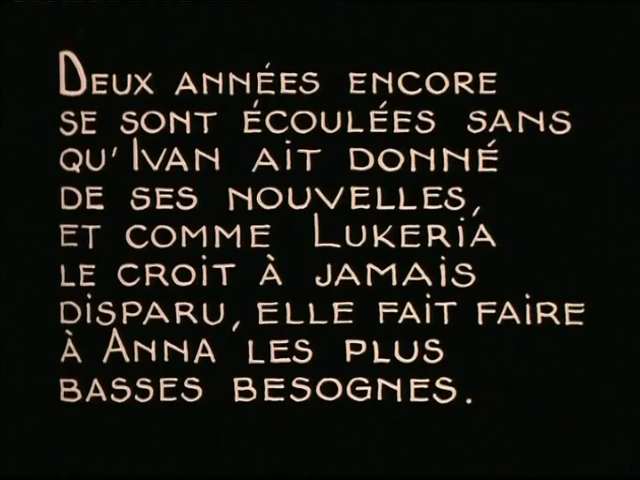 Deux années encore
se sont écoulées sans
qu'Ivan ait donné
de ses nouvelles,
et comme Lukeria
le croit à jamais
disparu, elle fait faire
à Anna les plus
basses besognes.